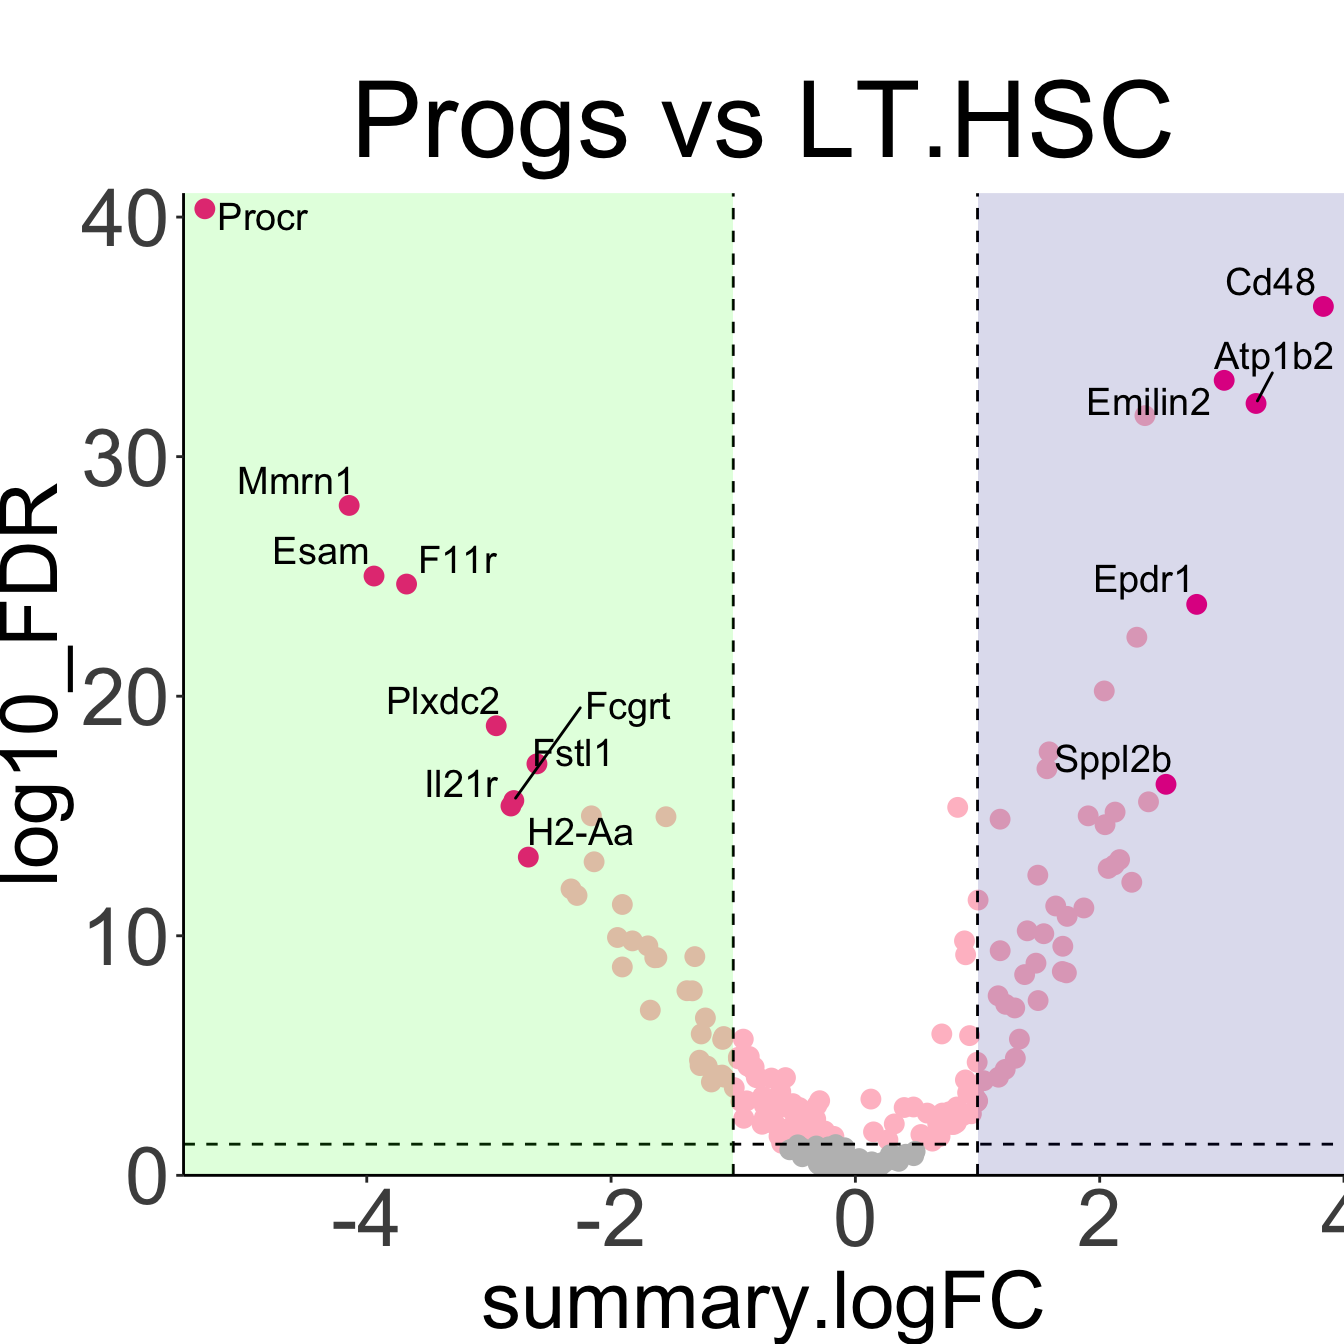 Progs vs LT.HSC
40
Procr
Cd48
Atp1b2
Emilin2
30
Mmrn1
Esam
F11r
Epdr1
20
Plxdc2
Fcgrt
Fstl1
Il21r
Sppl2b
H2-Aa
10
0
log10_FDR
-4
-2
0
2
4
summary.logFC